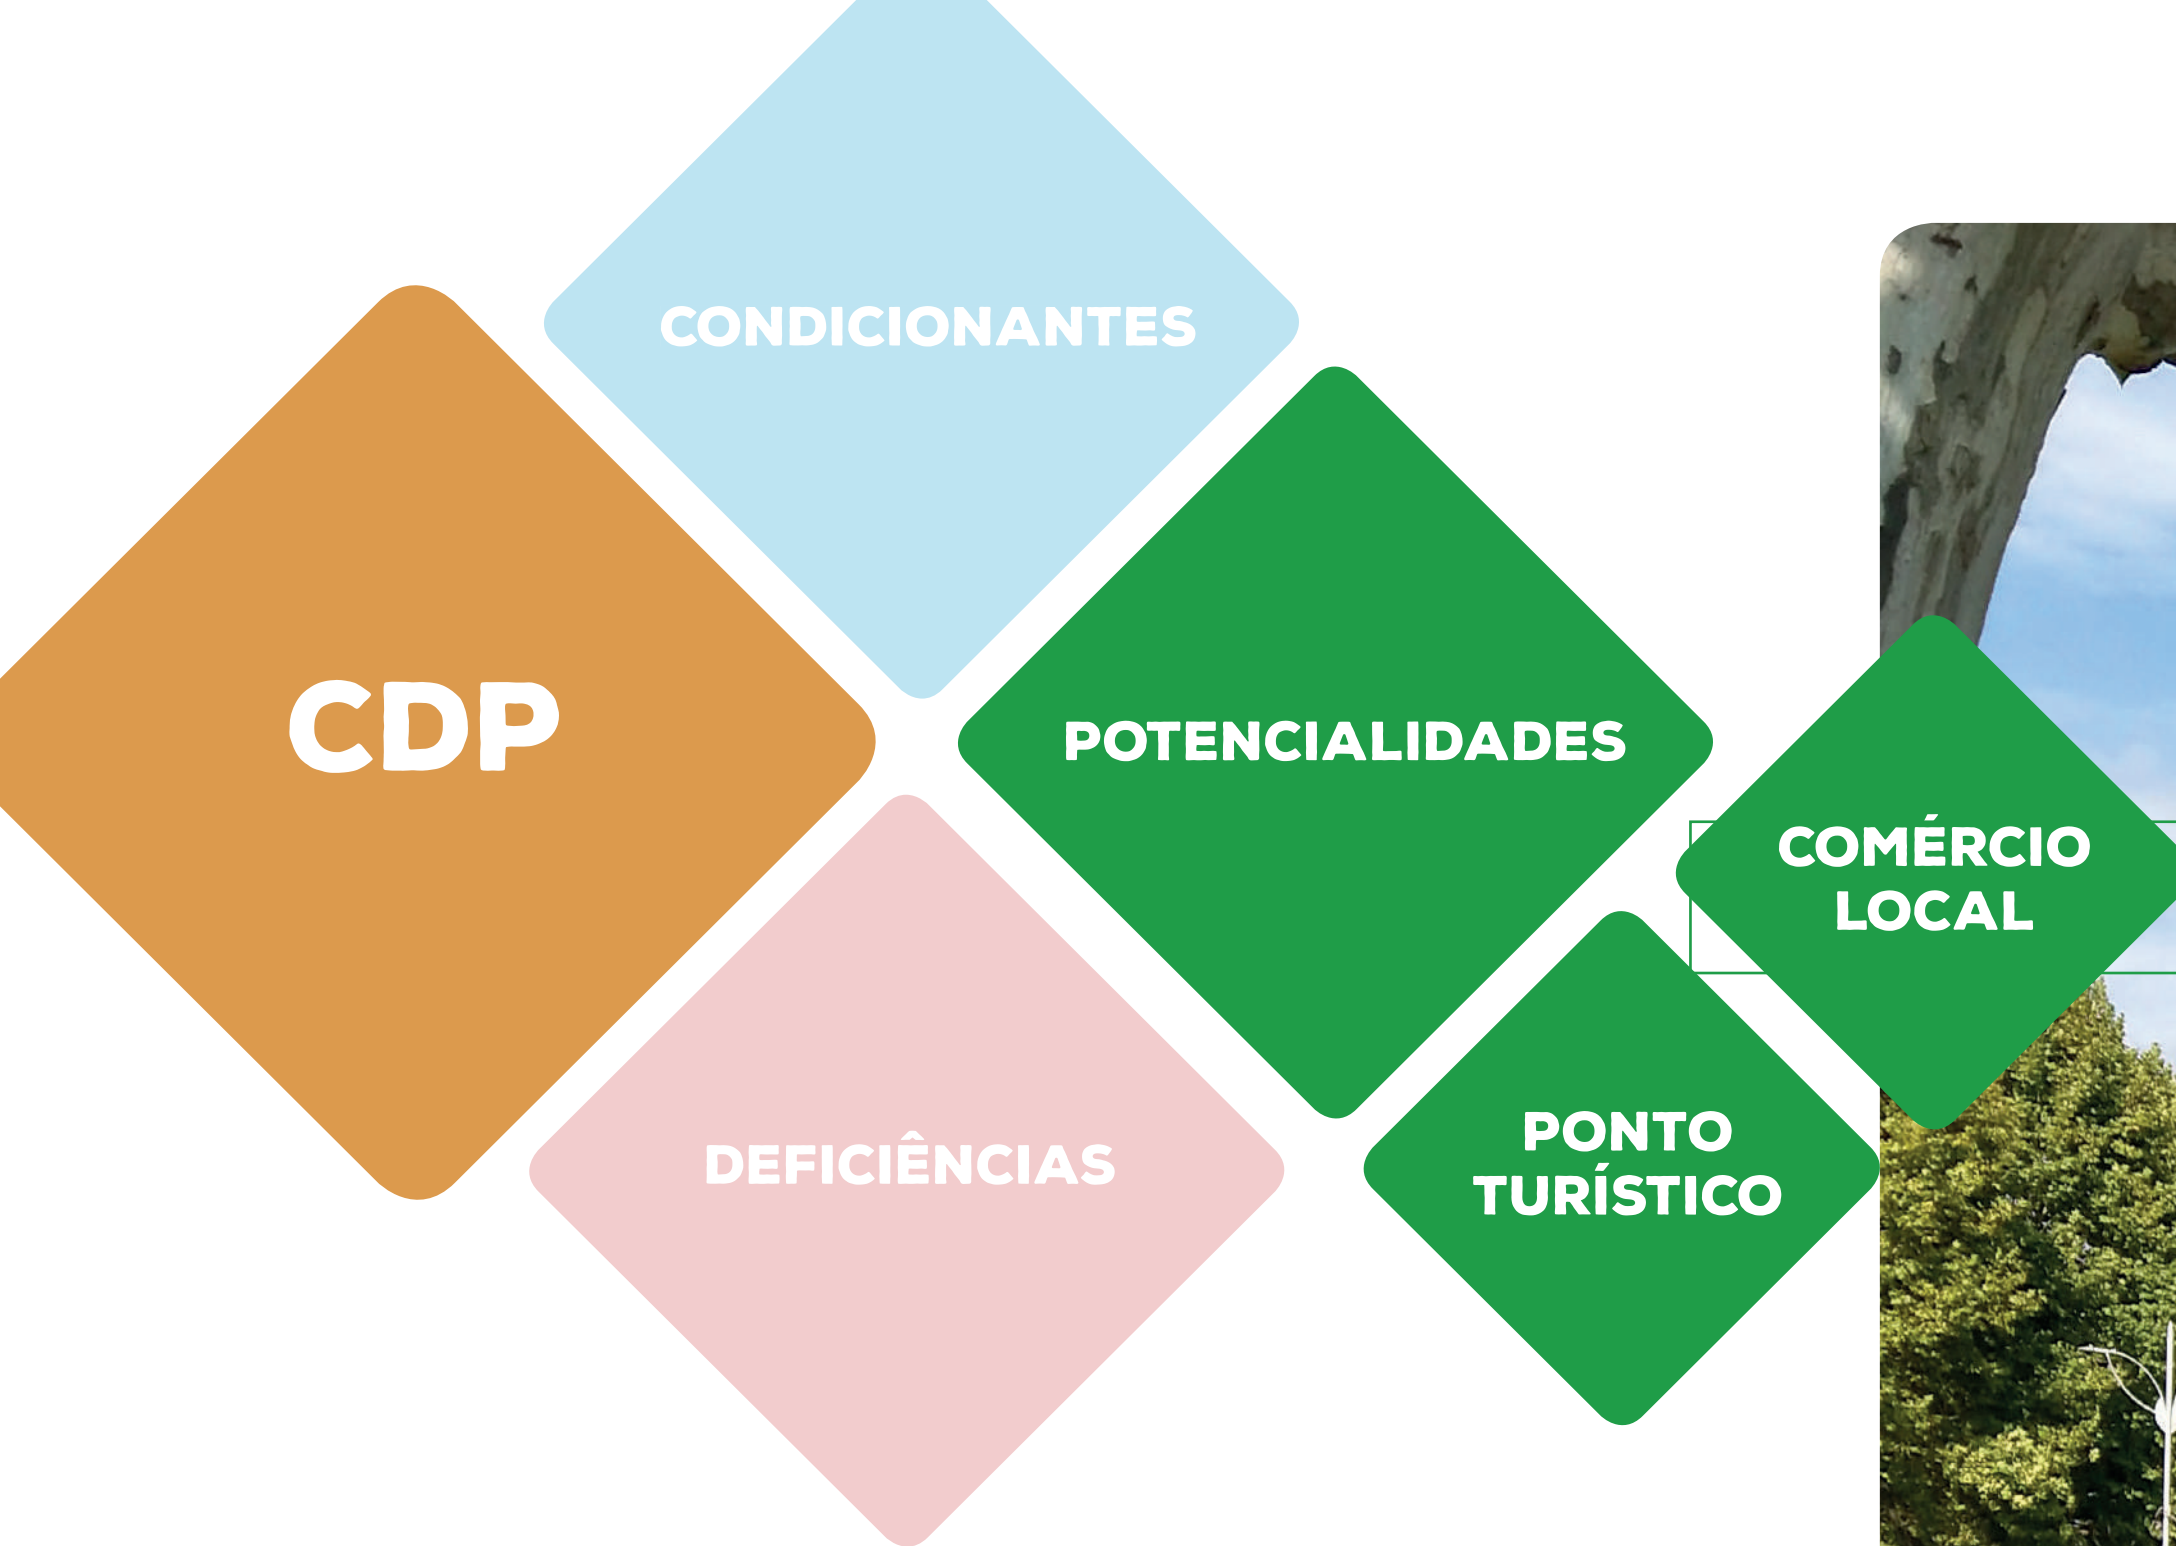 CONDICIONANTES
CDP
POTENCIALIDADES
COMÉRCIO
LOCAL
DEFICIÊNCIAS
PONTO
TURÍSTICO